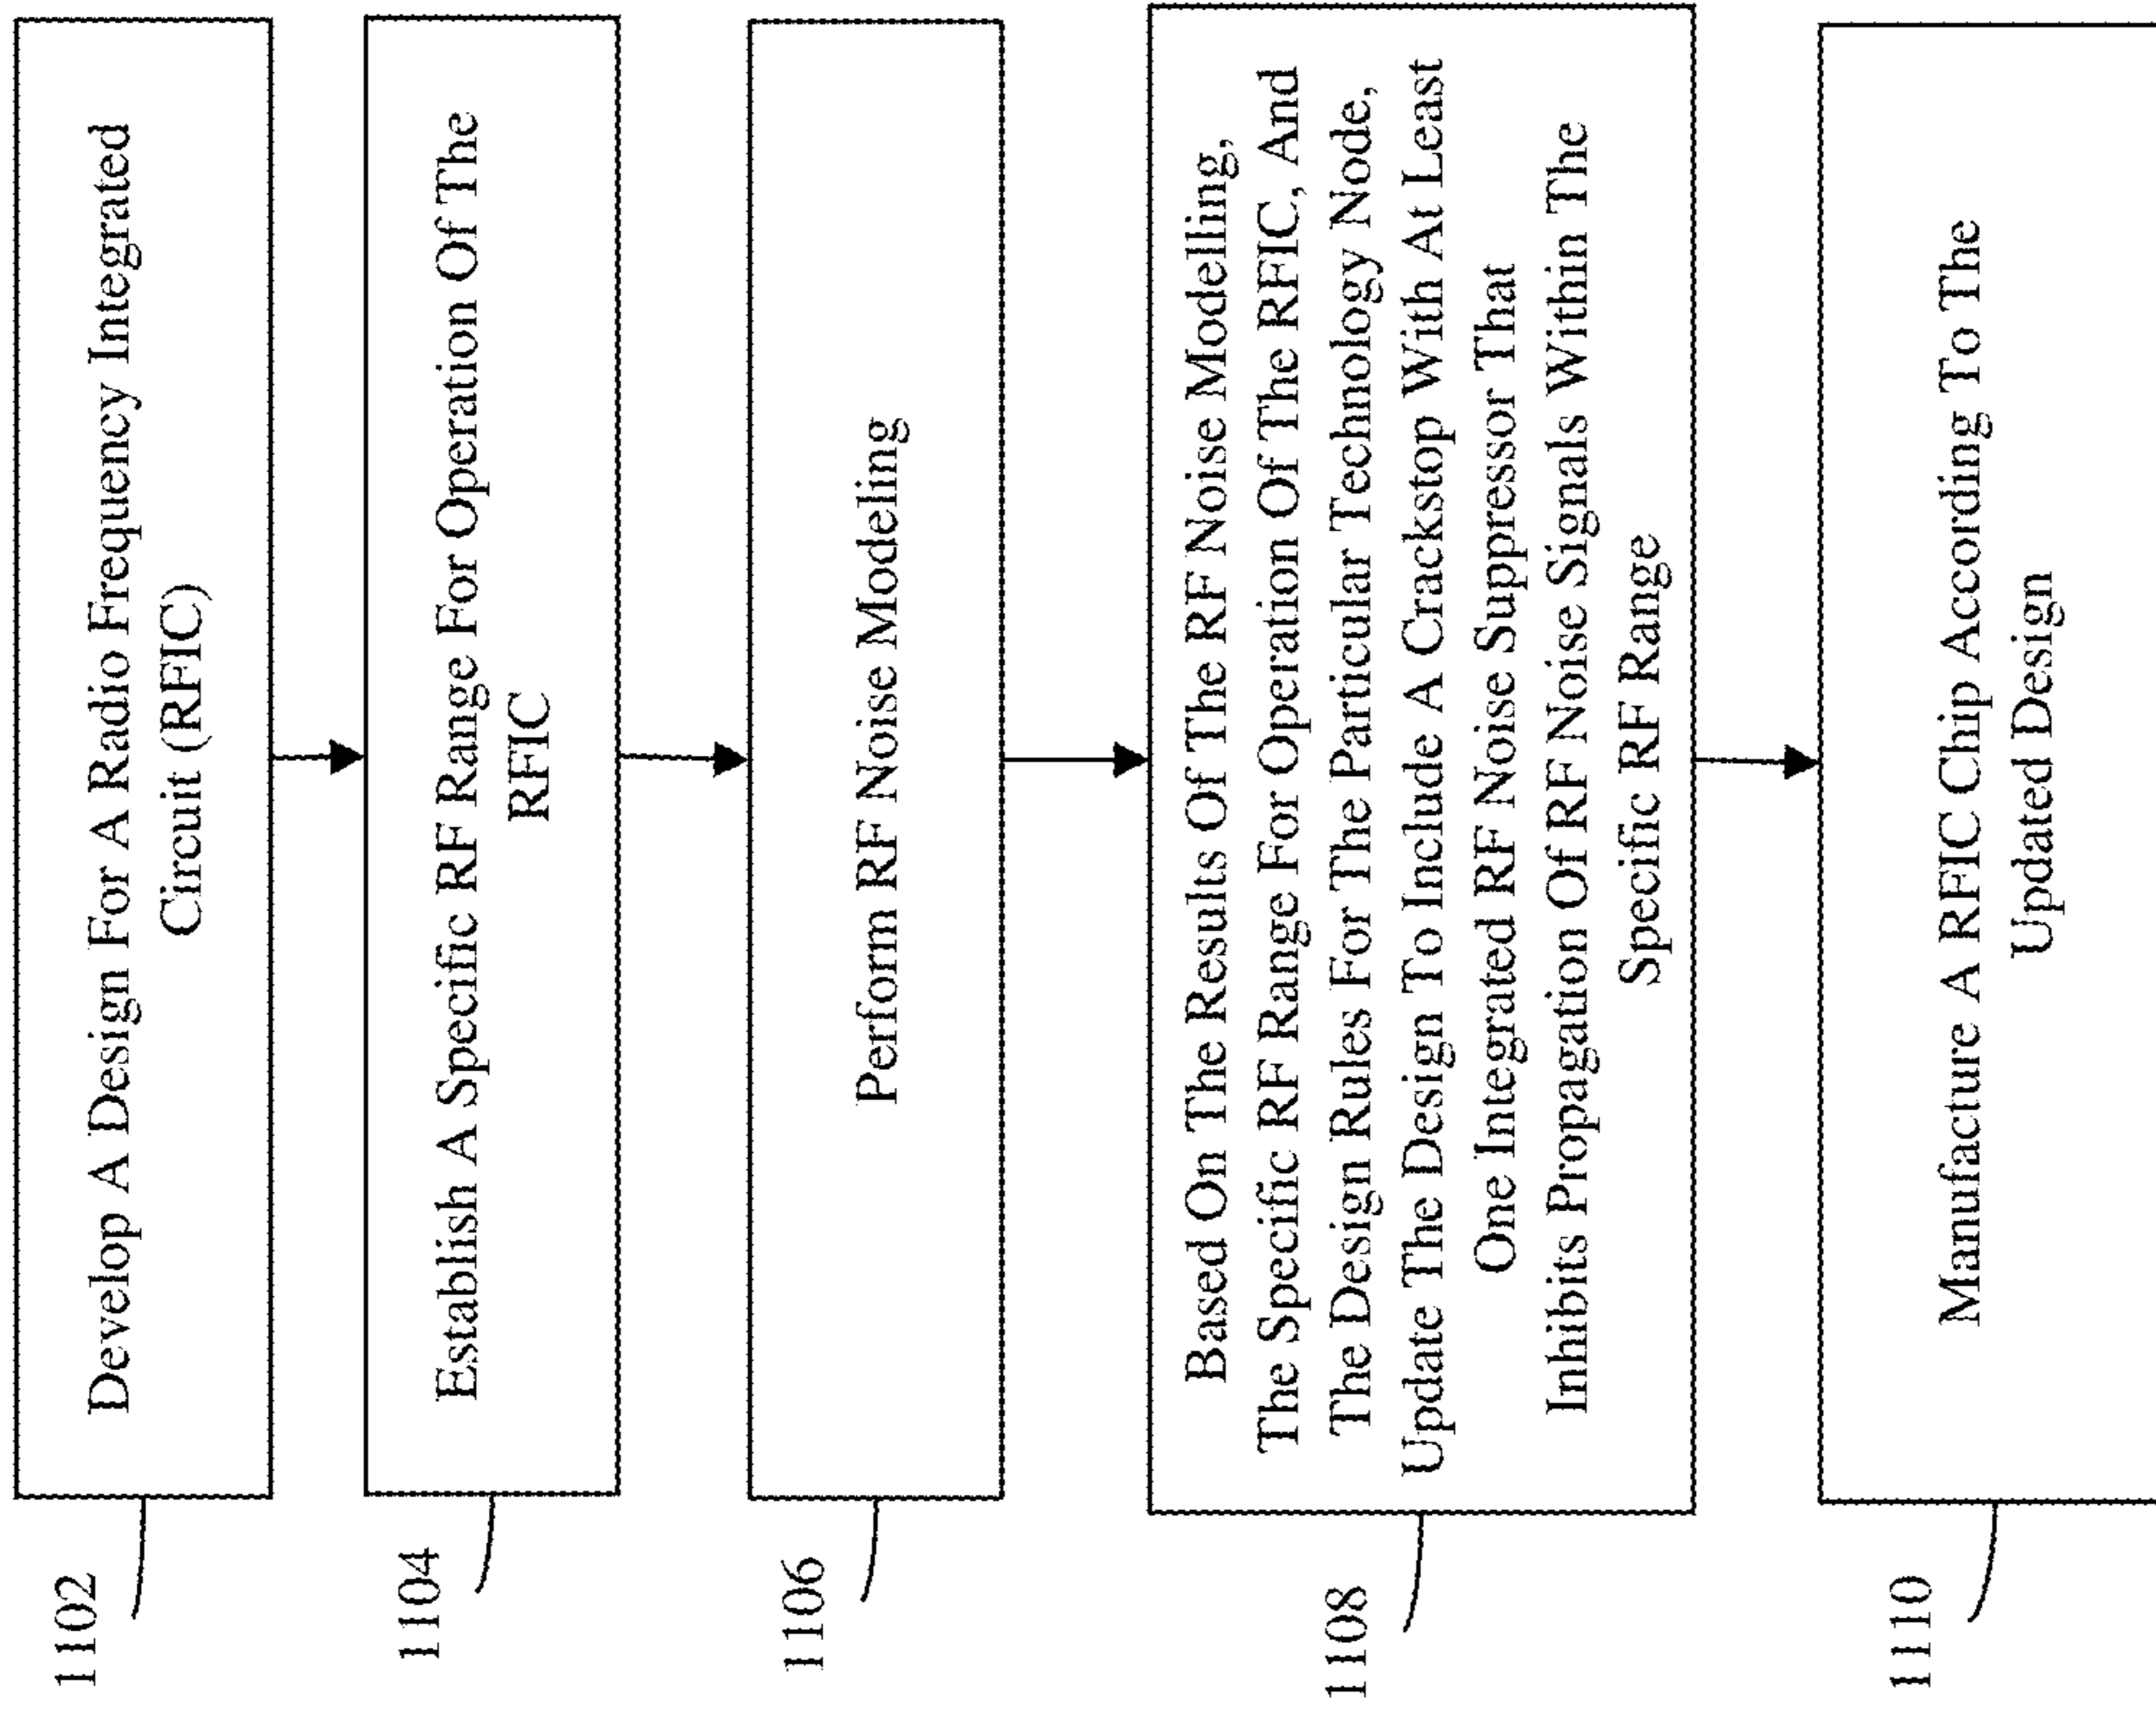 1102
Develop A Design For A Radio Frequency Integrated
Circuit (RFIC)
1104
Establish A Specific RF Range For Operation Of The
RFIC
1106
Perform RF Noise Modeling
1108
Based On The Results Of The RF Noise Modelling,
The Specific RF Range For Operation Of The RFIC, And
The Design Rules For The Particular Technology Node,
Update The Design To Include A Crackstop With At Least
One Integrated RF Noise Suppressor That
Inhibits Propagation Of RF Noise Signals Within The
Specific RF Range
1110
Manufacture A RFIC Chip According To The
Updated Design